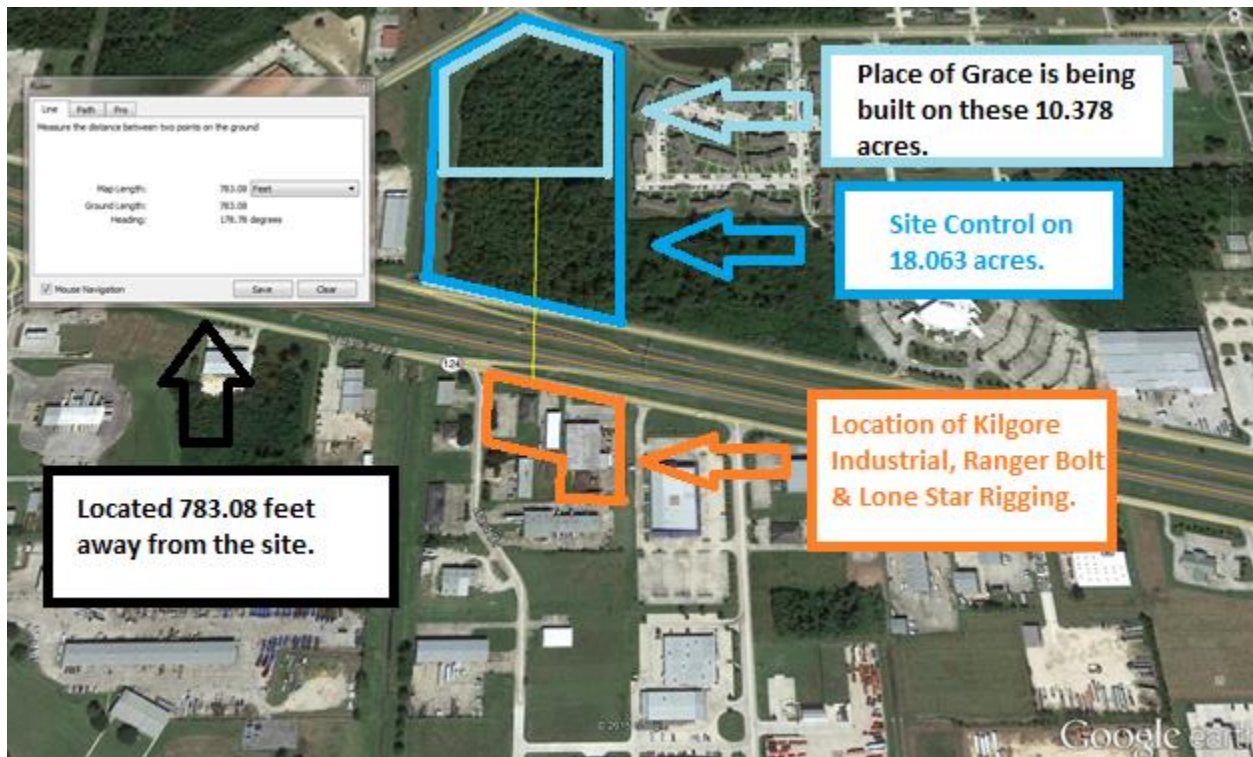 Ruler
Line Path Pro
Measure the distance between two points on the ground
Map Length: 783.08 Feet
Ground Length: 783.08
Heading: 178.78 degrees
Mouse Navigation Save Clear
Place of Grace is being
built on these 10.378
acres.
Site Control on
18.063 acres.
124
Location of Kilgore
Industrial, Ranger Bolt
& Lone Star Rigging.
Located 783.08 feet
away from the site.
Google earth